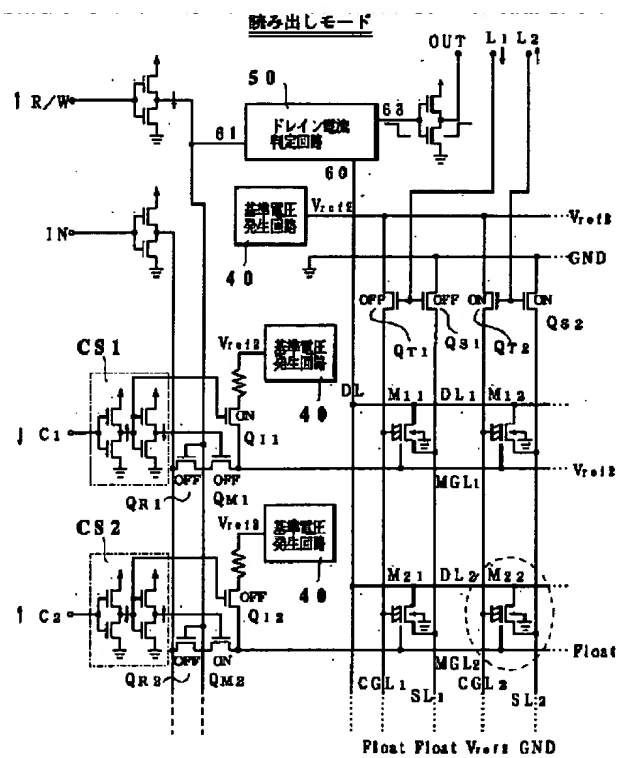 読み出しモード
OUT L1 L2
50
R/W
ドレイン電流
判定回路
61
63
60
IN
基準電圧
発生回路
Vref2
40
Vref2
GND
OFF OFF ON ON
QT1 QS1 QT2 QS2
CS1
Vref2
基準電圧
発生回路
40
DL M11 DL1 M12
C1
ON
QI1
OFF OFF
QR1 QM1
MGL1
Vref2
CS2
Vref2
基準電圧
発生回路
40
M21 DL2 M22
C2
OFF
QI2
OFF ON
QR2 QM2
MGL2
Float
CGL1 SL1 CGL2 SL2
Float Float Vref2 GND